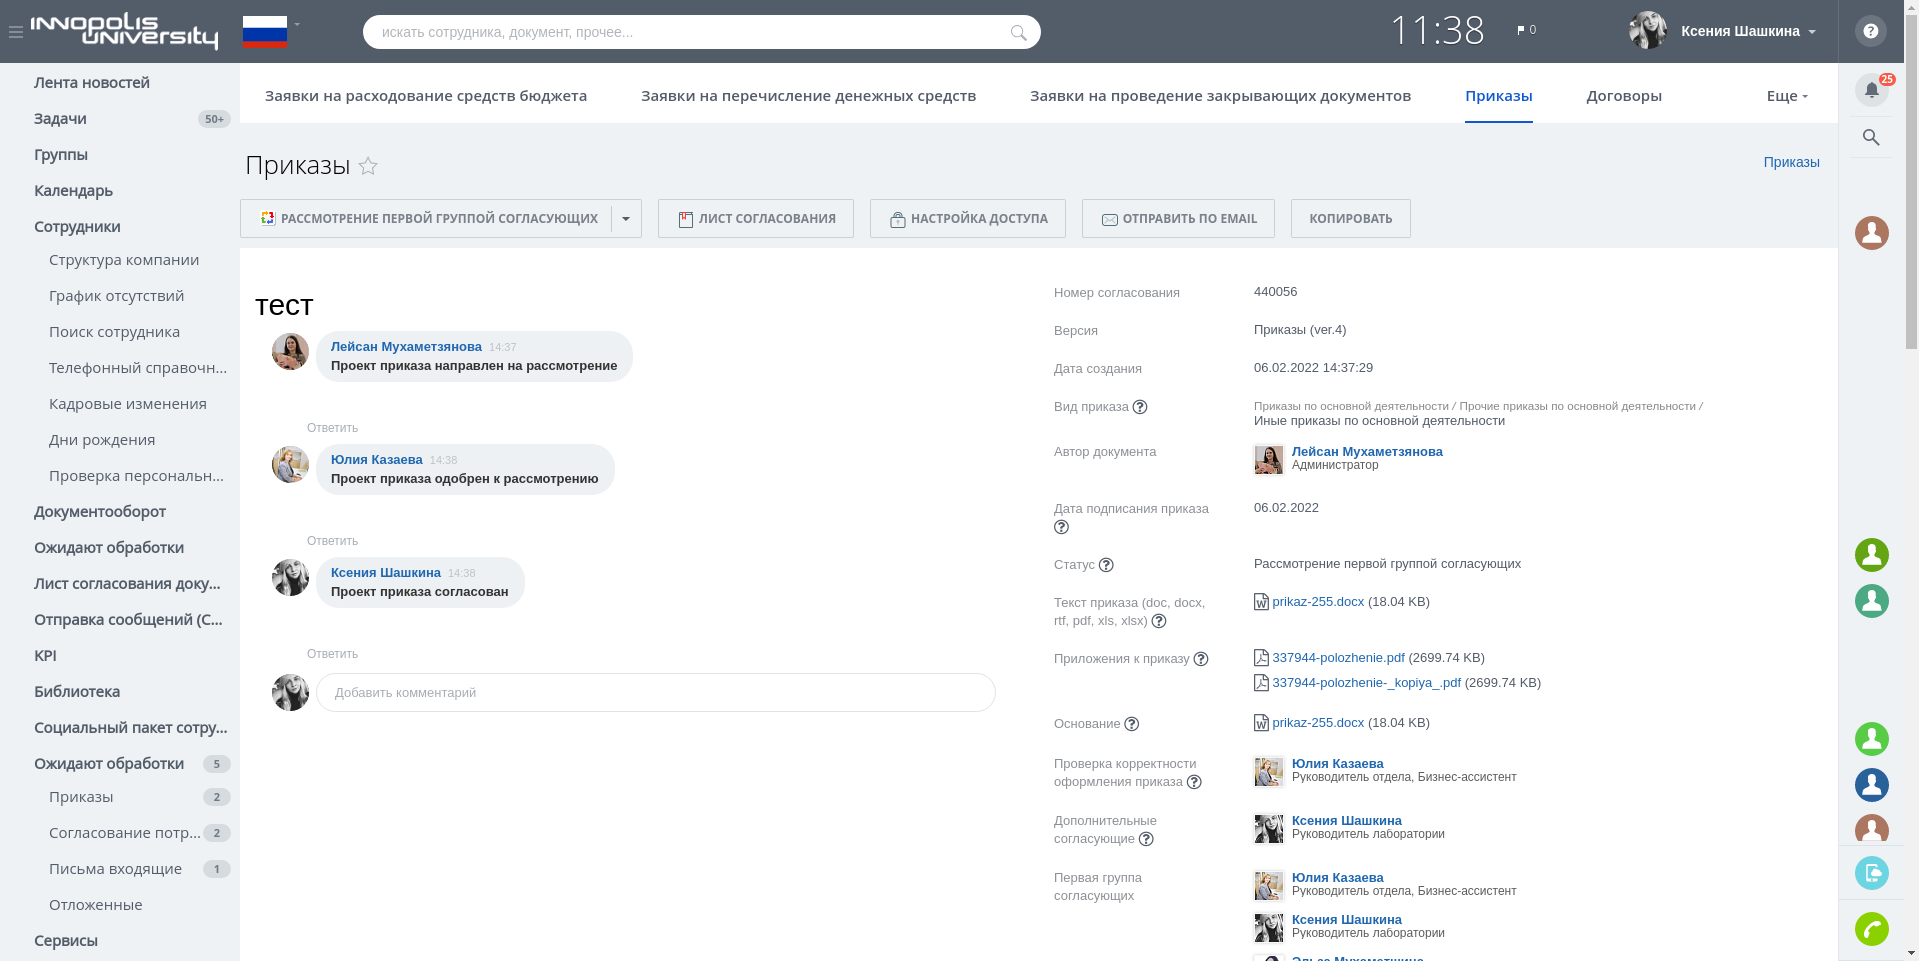 INNOPOLIS
UNIVERSITY
искать сотрудника, документ, прочее...
11:38
0
Ксения Шашкина
25
Лента новостей
Задачи
50+
Группы
Календарь
Сотрудники
Структура компании
График отсутствий
Поиск сотрудника
Телефонный справочн...
Кадровые изменения
Дни рождения
Проверка персональн...
Документооборот
Ожидают обработки
Лист согласования доку...
Отправка сообщений (С...
KPI
Библиотека
Социальный пакет сотру...
Ожидают обработки
5
Приказы
2
Согласование потр...
2
Письма входящие
1
Отложенные
Сервисы
Заявки на расходование средств бюджета
Заявки на перечисление денежных средств
Заявки на проведение закрывающих документов
Приказы
Договоры
Еще
Приказы
Приказы
РАССМОТРЕНИЕ ПЕРВОЙ ГРУППОЙ СОГЛАСУЮЩИХ
ЛИСТ СОГЛАСОВАНИЯ
НАСТРОЙКА ДОСТУПА
ОТПРАВИТЬ ПО EMAIL
КОПИРОВАТЬ
тест
Лейсан Мухаметзянова 14:37
Проект приказа направлен на рассмотрение
Ответить
Юлия Казаева 14:38
Проект приказа одобрен к рассмотрению
Ответить
Ксения Шашкина 14:38
Проект приказа согласован
Ответить
Добавить комментарий
Номер согласования
440056
Версия
Приказы (ver.4)
Дата создания
06.02.2022 14:37:29
Вид приказа
Приказы по основной деятельности / Прочие приказы по основной деятельности /
Иные приказы по основной деятельности
Автор документа
Лейсан Мухаметзянова
Администратор
Дата подписания приказа
06.02.2022
Статус
Рассмотрение первой группой согласующих
Текст приказа (doc, docx,
rtf, pdf, xls, xlsx)
prikaz-255.docx (18.04 KB)
Приложения к приказу
337944-polozhenie.pdf (2699.74 KB)
337944-polozhenie-_kopiya_.pdf (2699.74 KB)
Основание
prikaz-255.docx (18.04 KB)
Проверка корректности
оформления приказа
Юлия Казаева
Руководитель отдела, Бизнес-ассистент
Дополнительные
согласующие
Ксения Шашкина
Руководитель лаборатории
Первая группа
согласующих
Юлия Казаева
Руководитель отдела, Бизнес-ассистент
Ксения Шашкина
Руководитель лаборатории